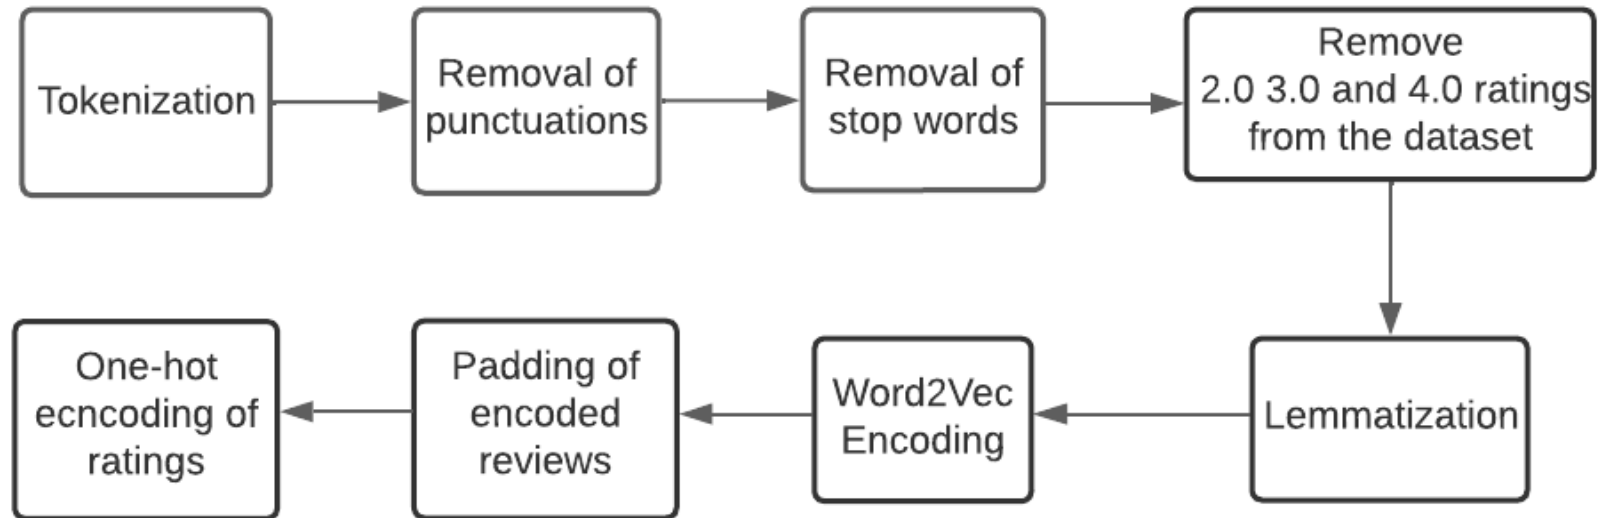 Tokenization
Removal of
punctuations
Removal of
stop words
Remove
2.0 3.0 and 4.0 ratings
from the dataset
Lemmatization
Word2Vec
Encoding
Padding of
encoded
reviews
One-hot
ecncoding of
ratings